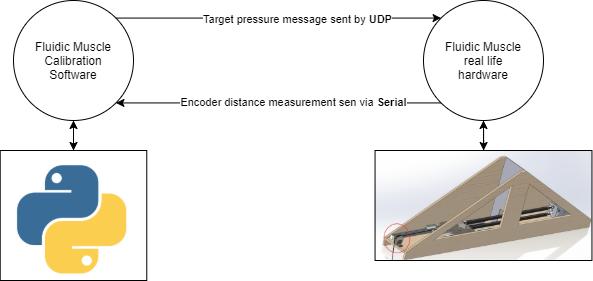 Fluidic Muscle
Calibration
Software
Target pressure message sent by UDP
Fluidic Muscle
real life
hardware
Encoder distance measurement sen via Serial